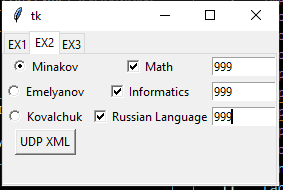 tk
EX1 EX2 EX3
Minakov Math 999
Emelyanov Informatics 999
Kovalchuk Russian Language 999
UDP XML